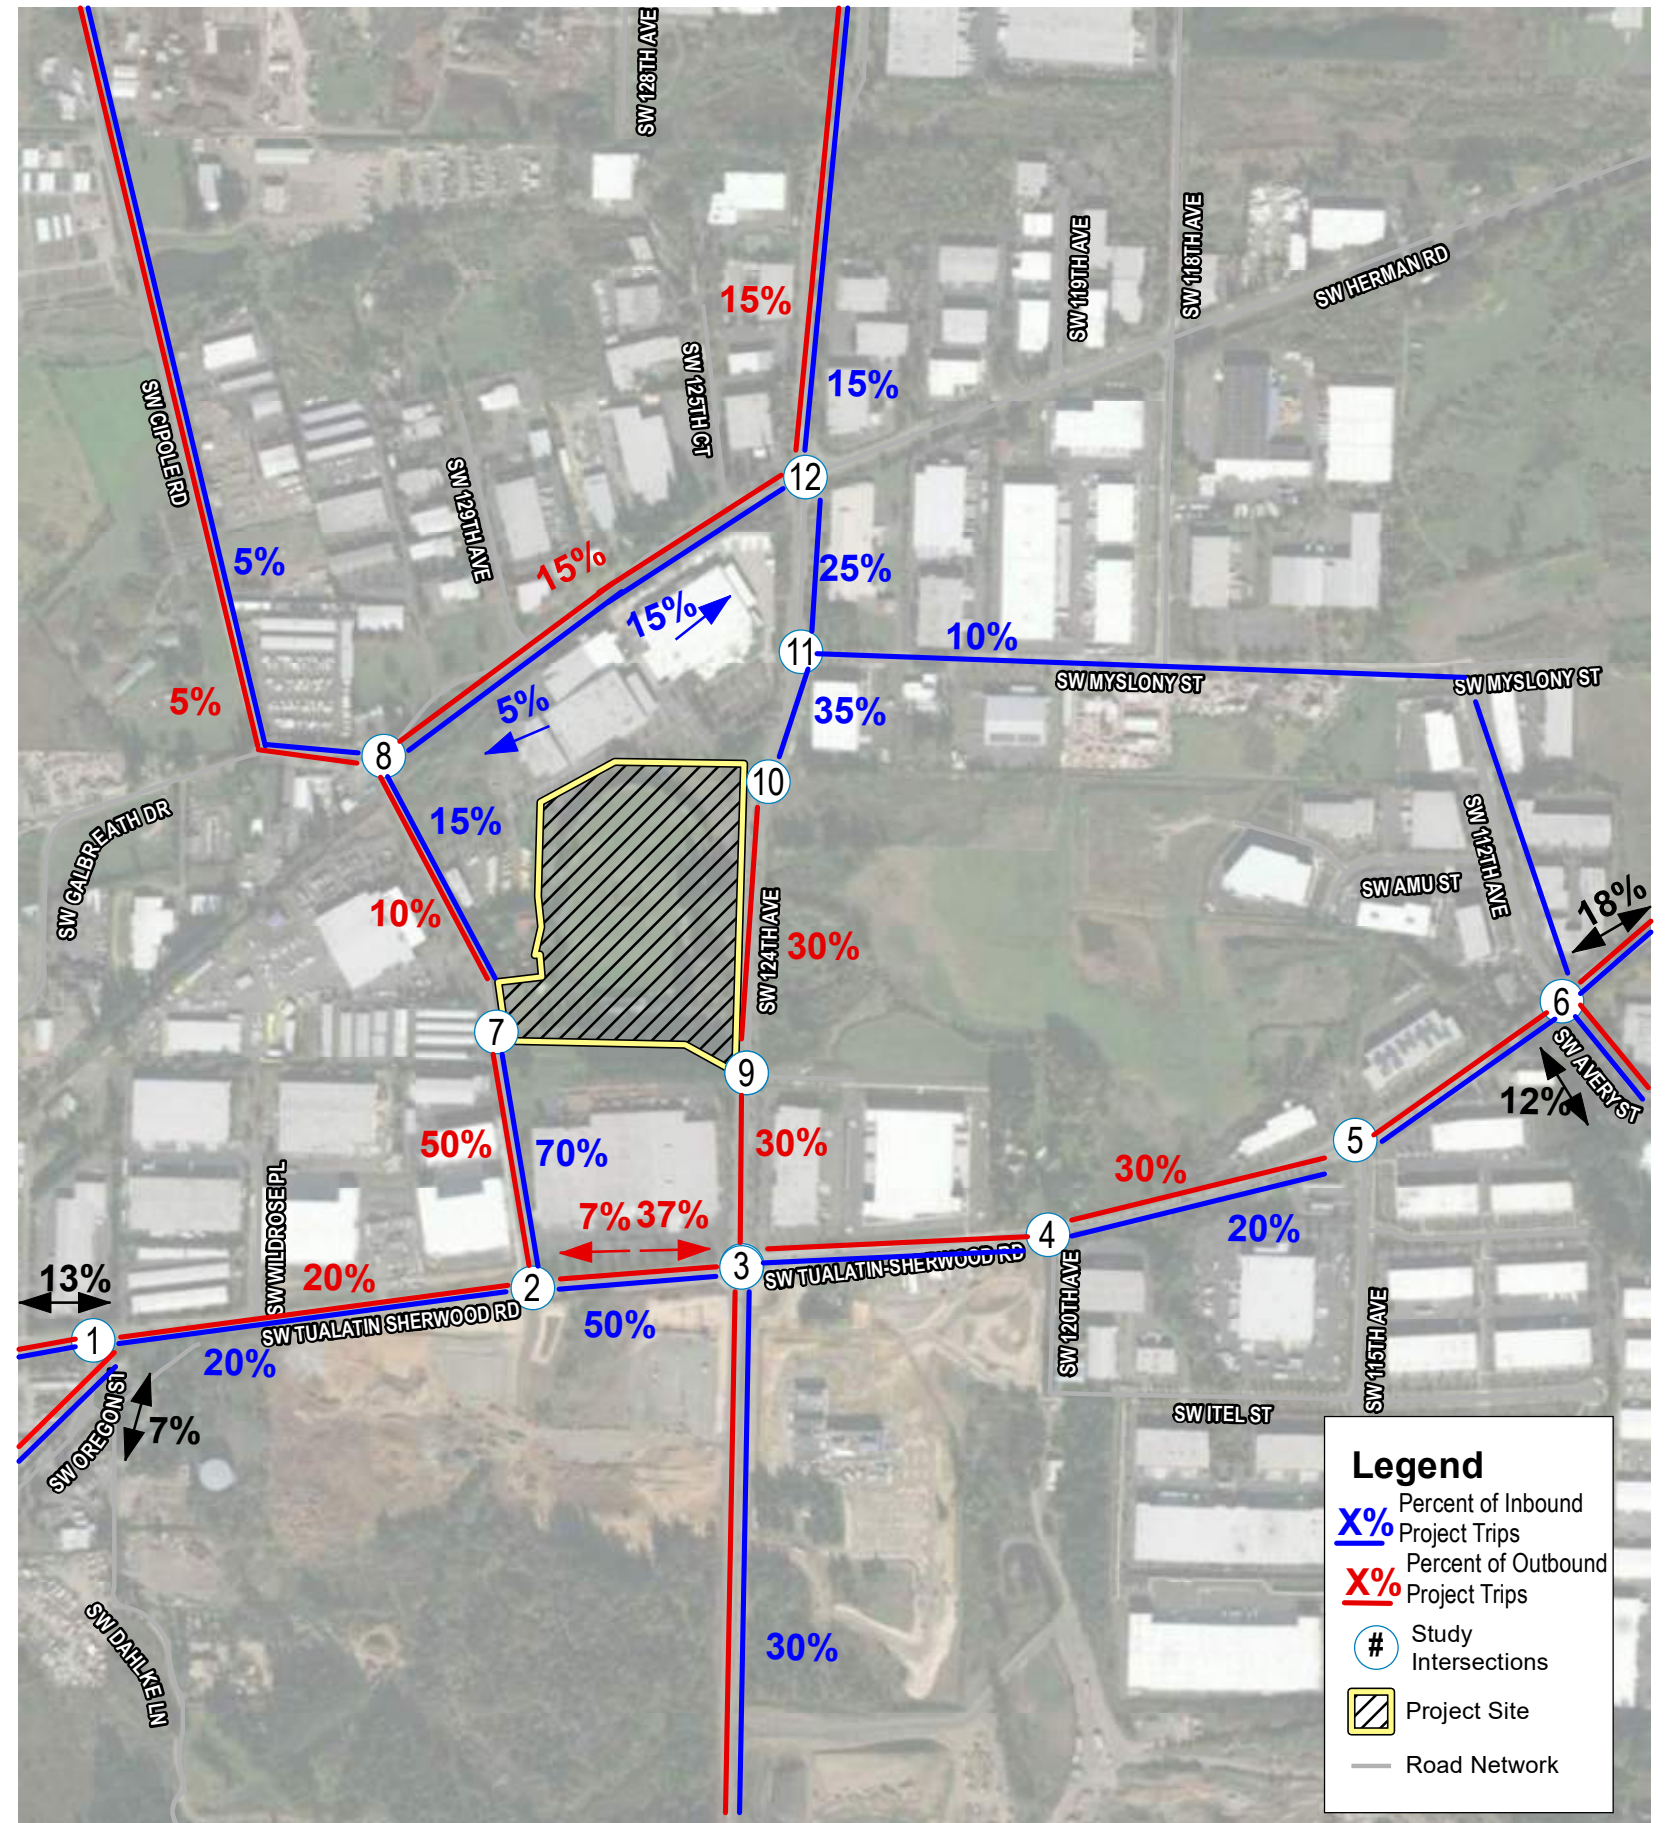 SW 128TH AVE
SW 119TH AVE
SW 118TH AVE
SW HERMAN RD
15%
SW 125TH CT
15%
SW CIPOLE RD
SW 129TH AVE
12
5%
15%
25%
15%
11
10%
SW MYSLONY ST
SW MYSLONY ST
5%
5%
35%
8
10
15%
SW GALBREATH DR
SW 112TH AVE
SW AMU ST
18%
10%
SW 124TH AVE
30%
6
7
9
SW AVERY ST
12%
50%
70%
30%
5
30%
7%
37%
SW WILDROSE PL
4
20%
13%
20%
2
3
SW TUALATIN-SHERWOOD RD
SW 120TH AVE
SW TUALATIN SHERWOOD RD
50%
1
20%
SW 115TH AVE
SW OREGON ST
7%
SW ITEL ST
SW DAHLKE LN
30%
Legend
X%
Percent of Inbound
Project Trips
X%
Percent of Outbound
Project Trips
#
Study
Intersections
Project Site
Road Network